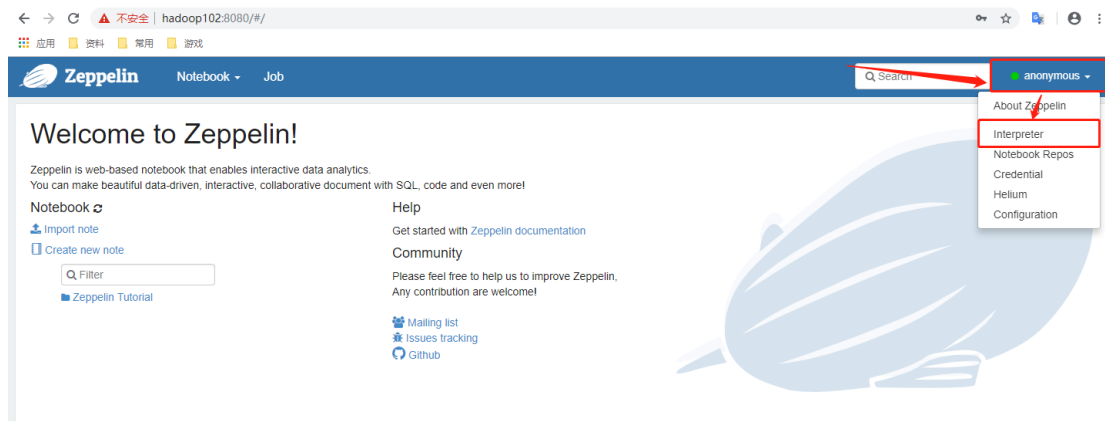 不安全 | hadoop102:8080/#/
应用 资料 常用 游戏
Zeppelin Notebook Job Search anonymous
About Zeppelin
Interpreter
Notebook Repos
Credential
Helium
Configuration
Welcome to Zeppelin!
Zeppelin is web-based notebook that enables interactive data analytics.
You can make beautiful data-driven, interactive, collaborative document with SQL, code and even more!
Notebook
Import note
Create new note
Filter
Zeppelin Tutorial
Help
Get started with Zeppelin documentation
Community
Please feel free to help us to improve Zeppelin,
Any contribution are welcome!
Mailing list
Issues tracking
Github